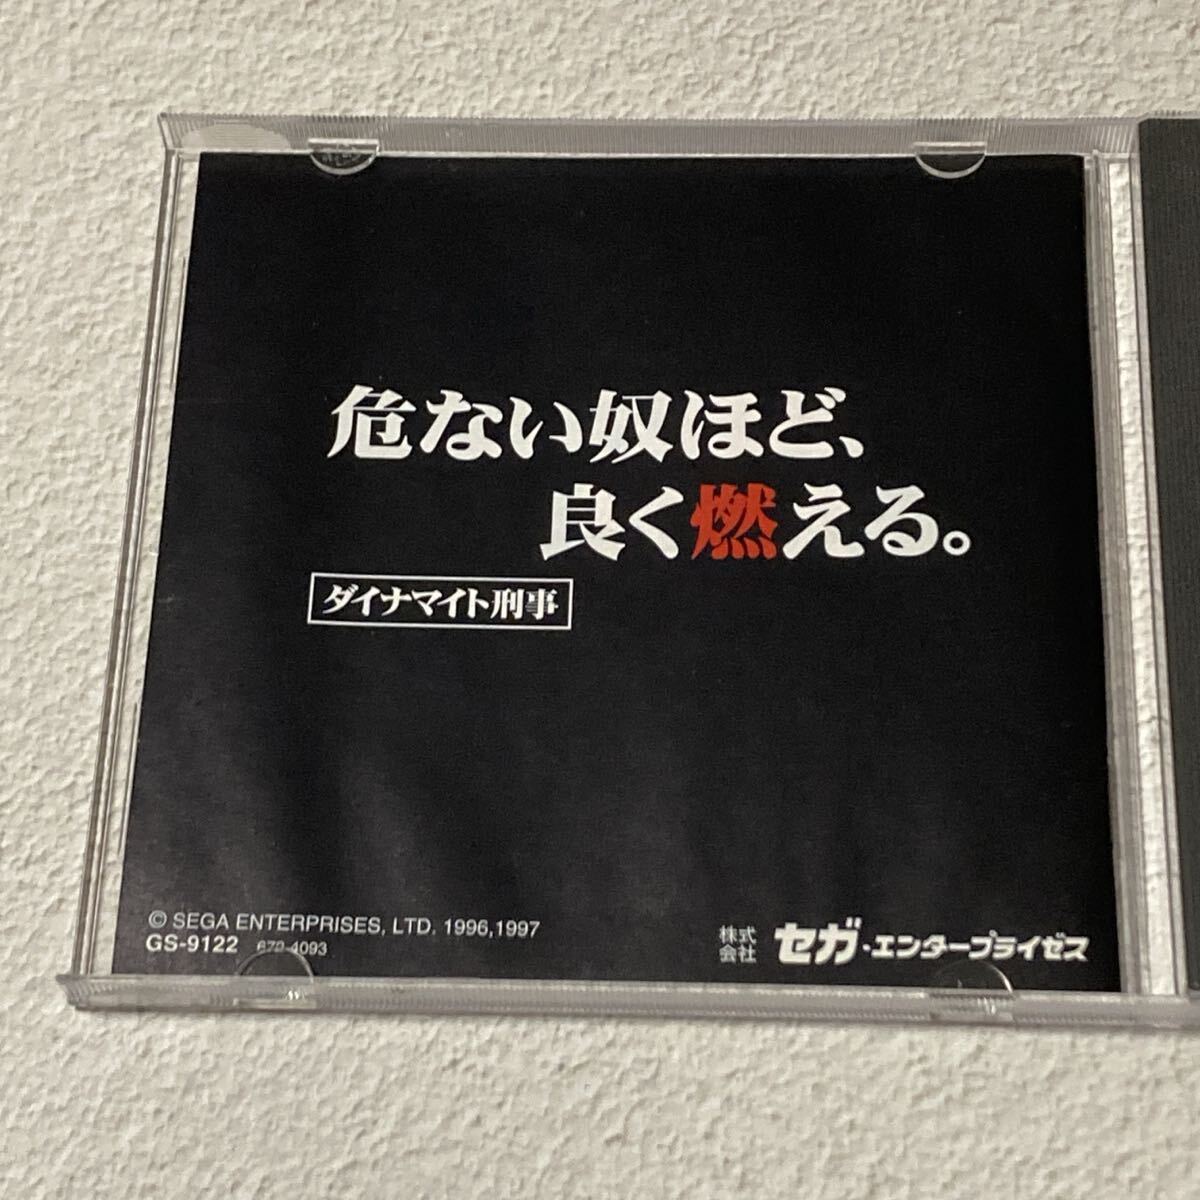 危ない奴ほど、
良く燃える。
ダイナマイト刑事
© SEGA ENTERPRISES, LTD. 1996,1997
GS-9122 672-4093
株式会社 セガ・エンタープライゼス